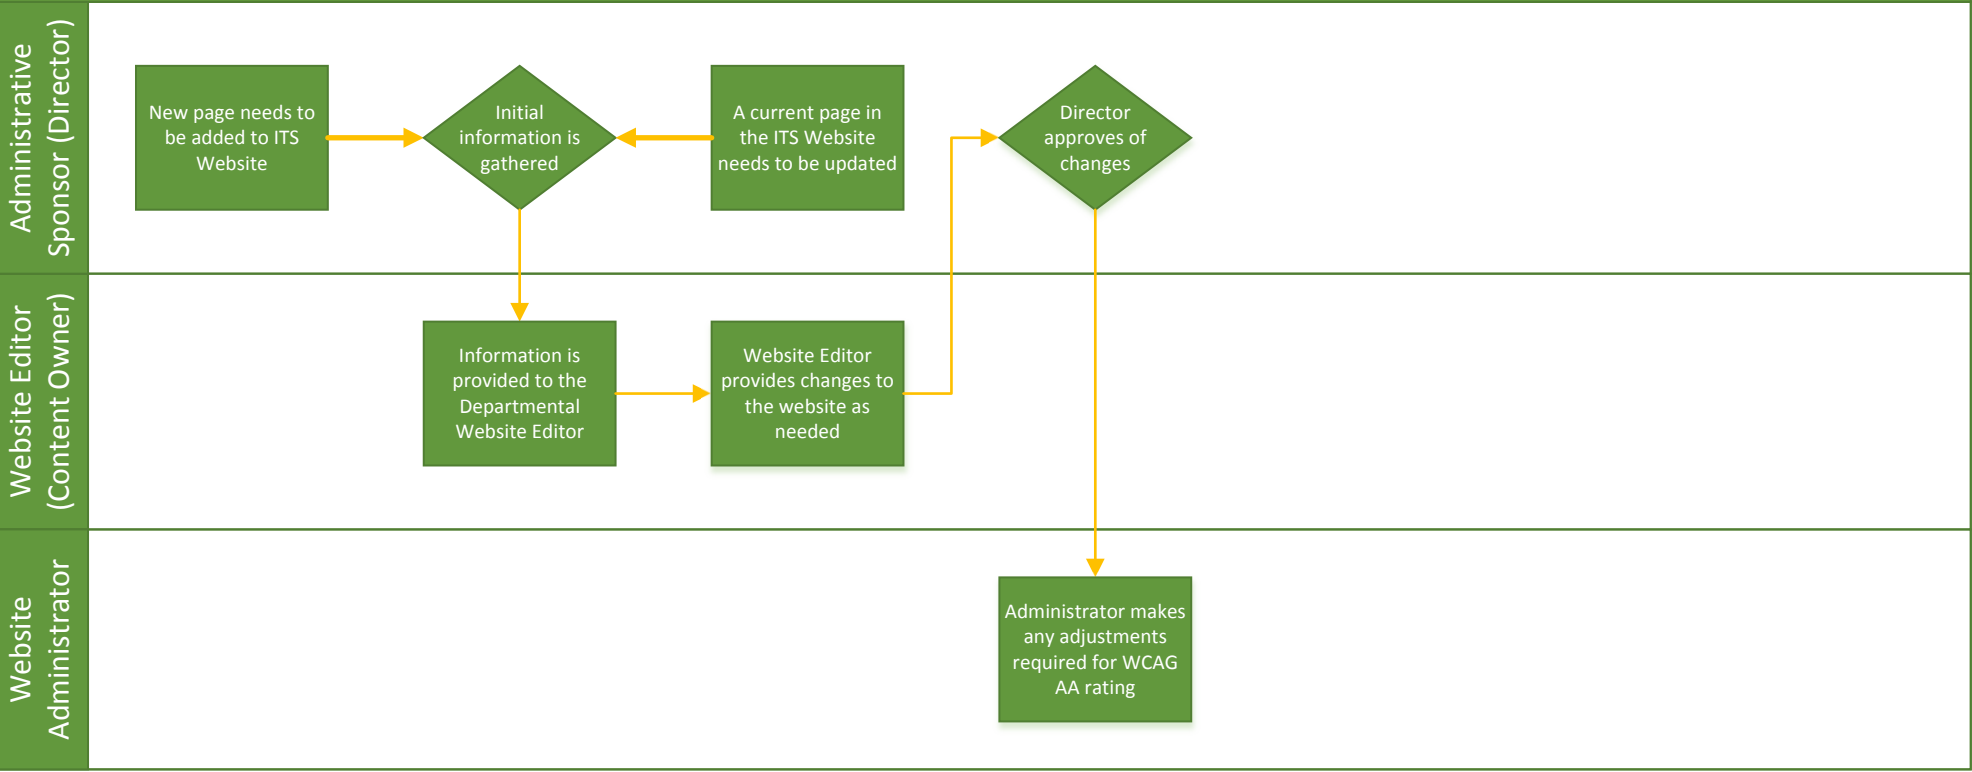 Administrative
Sponsor (Director)
New page needs to
be added to ITS
Website
Initial
information is
gathered
A current page in
the ITS Website
needs to be updated
Director
approves of
changes
Website Editor
(Content Owner)
Information is
provided to the
Departmental
Website Editor
Website Editor
provides changes to
the website as
needed
Website
Administrator
Administrator makes
any adjustments
required for WCAG
AA rating